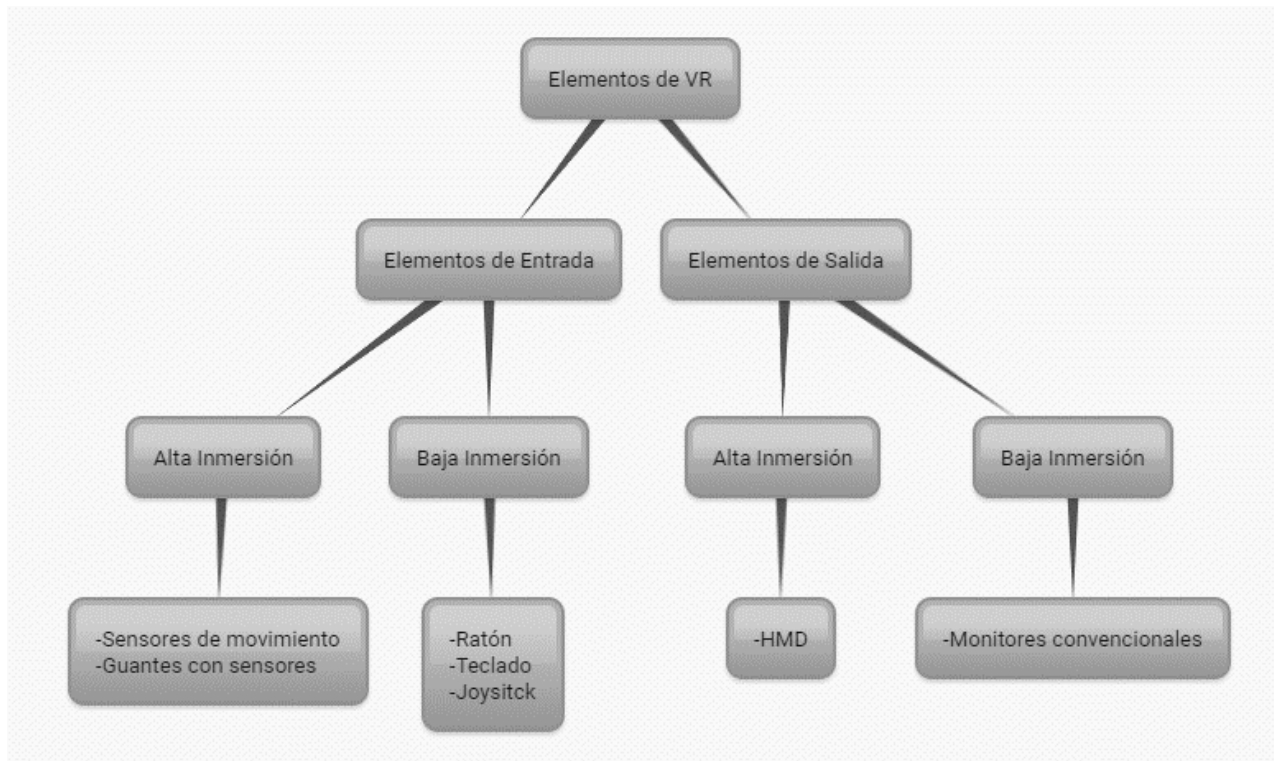 Elementos de VR
Elementos de Entrada
Elementos de Salida
Alta Inmersión
Baja Inmersión
Alta Inmersión
Baja Inmersión
-Sensores de movimiento
-Guantes con sensores
-Ratón
-Teclado
-Joysitck
-HMD
-Monitores convencionales